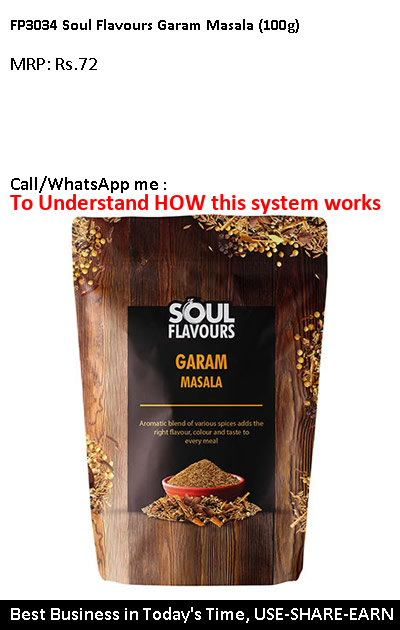 FP3034 Soul Flavours Garam Masala (100g)
MRP: Rs.72
Call/WhatsApp me :
To Understand HOW this system works
SOUL
FLAVOURS
GARAM
MASALA
Aromatic blend of various spices adds the
right flavour, colour and taste to
every meal
Best Business in Today's Time, USE-SHARE-EARN